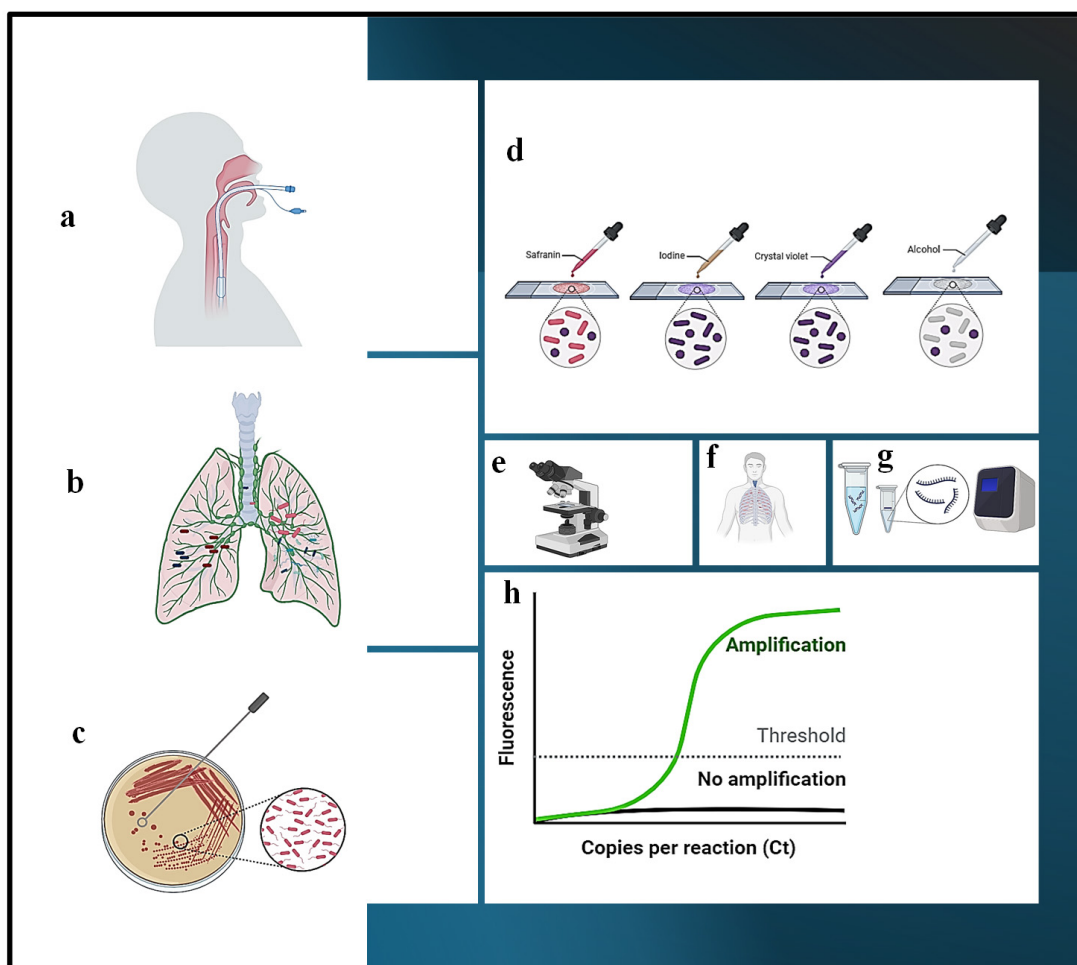 a
b
c
d
Safranin
Iodine
Crystal violet
Alcohol
e
f
g
h
Fluorescence
Amplification
Threshold
No amplification
Copies per reaction (Ct)